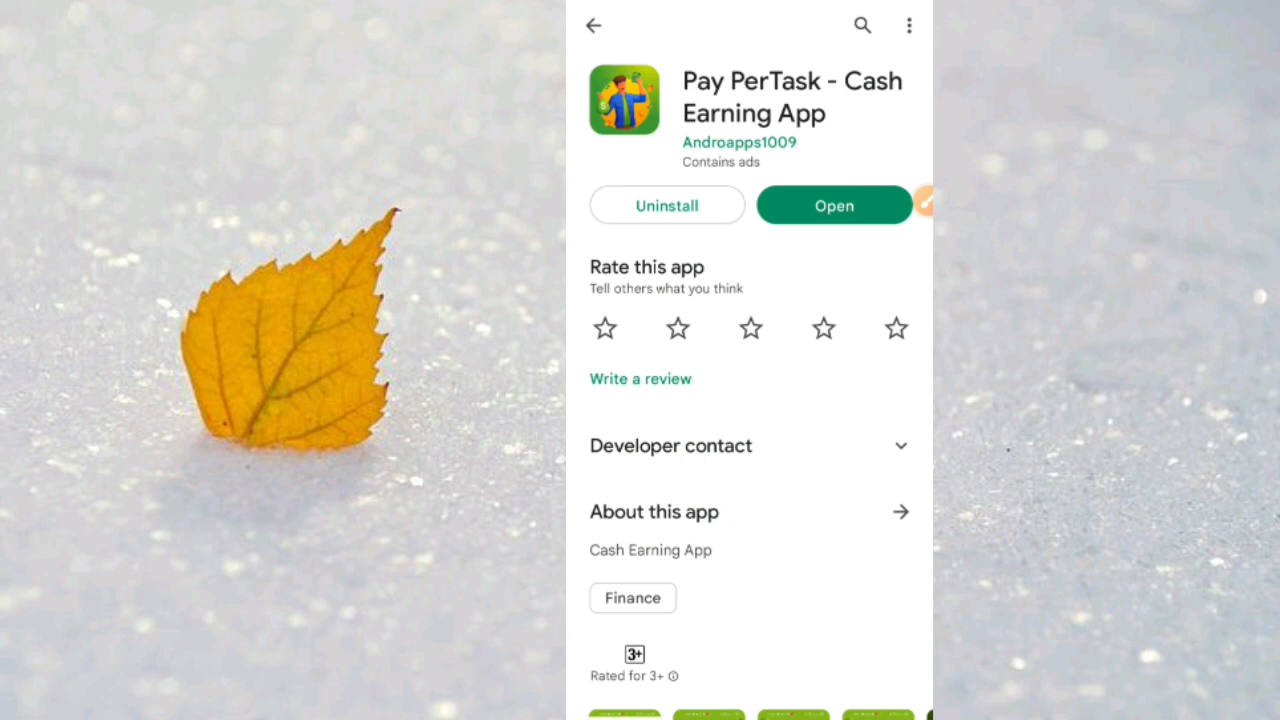 Pay PerTask - Cash
Earning App
Androapps1009
Contains ads
Uninstall
Open
Rate this app
Tell others what you think
Write a review
Developer contact
About this app
Cash Earning App
Finance
3+
Rated for 3+